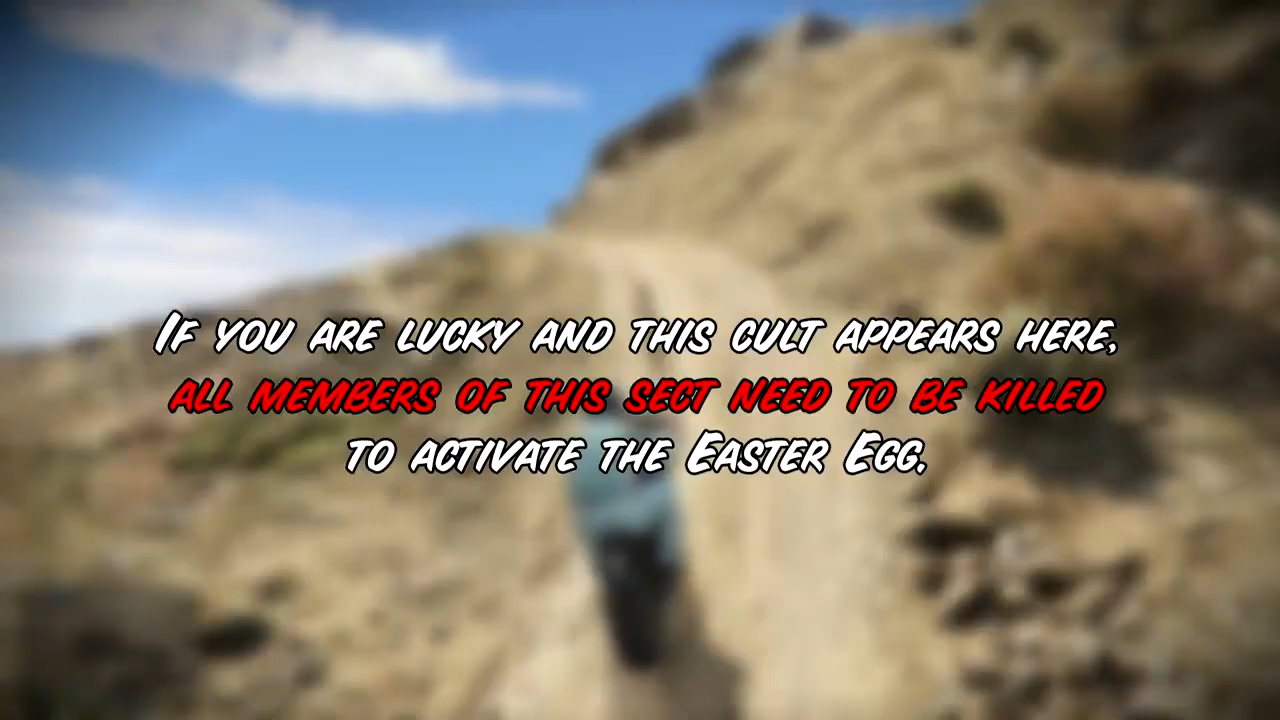 If you are lucky and this cult appears here,
all members of this sect need to be killed
to activate the Easter Egg.